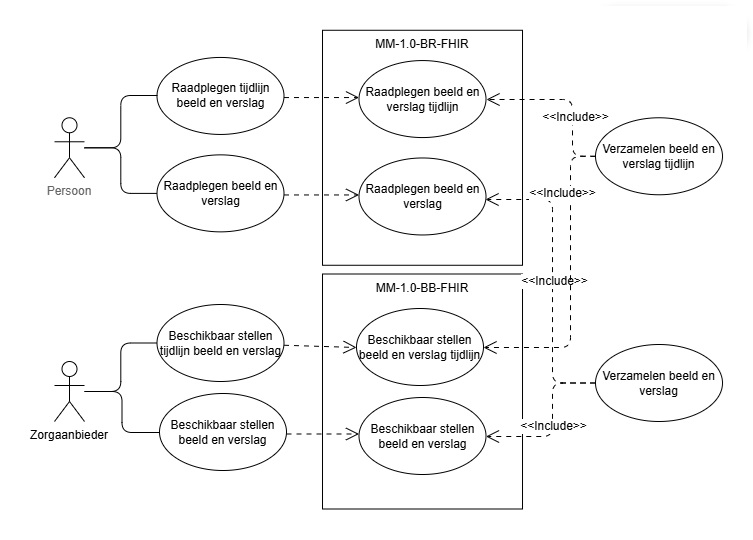 MM-1.0-BR-FHIR
Raadplegen tijdlijn
beeld en verslag
Raadplegen beeld en
verslag tijdlijn
<<Include>>
Verzamelen beeld en
verslag tijdlijn
Persoon
Raadplegen beeld en
verslag
Raadplegen beeld en
verslag
<<Include>>
<<Include>>
MM-1.0-BB-FHIR
Beschikbaar stellen
tijdlijn beeld en verslag
Beschikbaar stellen
beeld en verslag tijdlijn
Verzamelen beeld en
verslag
Zorgaanbieder
Beschikbaar stellen
beeld en verslag
Beschikbaar stellen
beeld en verslag
<<Include>>